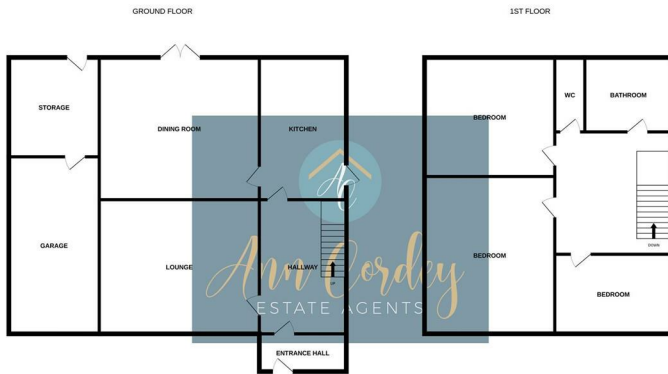 GROUND FLOOR
1ST FLOOR
STORAGE
DINING ROOM
KITCHEN
GARAGE
LOUNGE
HALLWAY
UP
ENTRANCE HALL
BEDROOM
WC
BATHROOM
BEDROOM
DOWN
BEDROOM
AC
Ann Cordey
ESTATE AGENTS